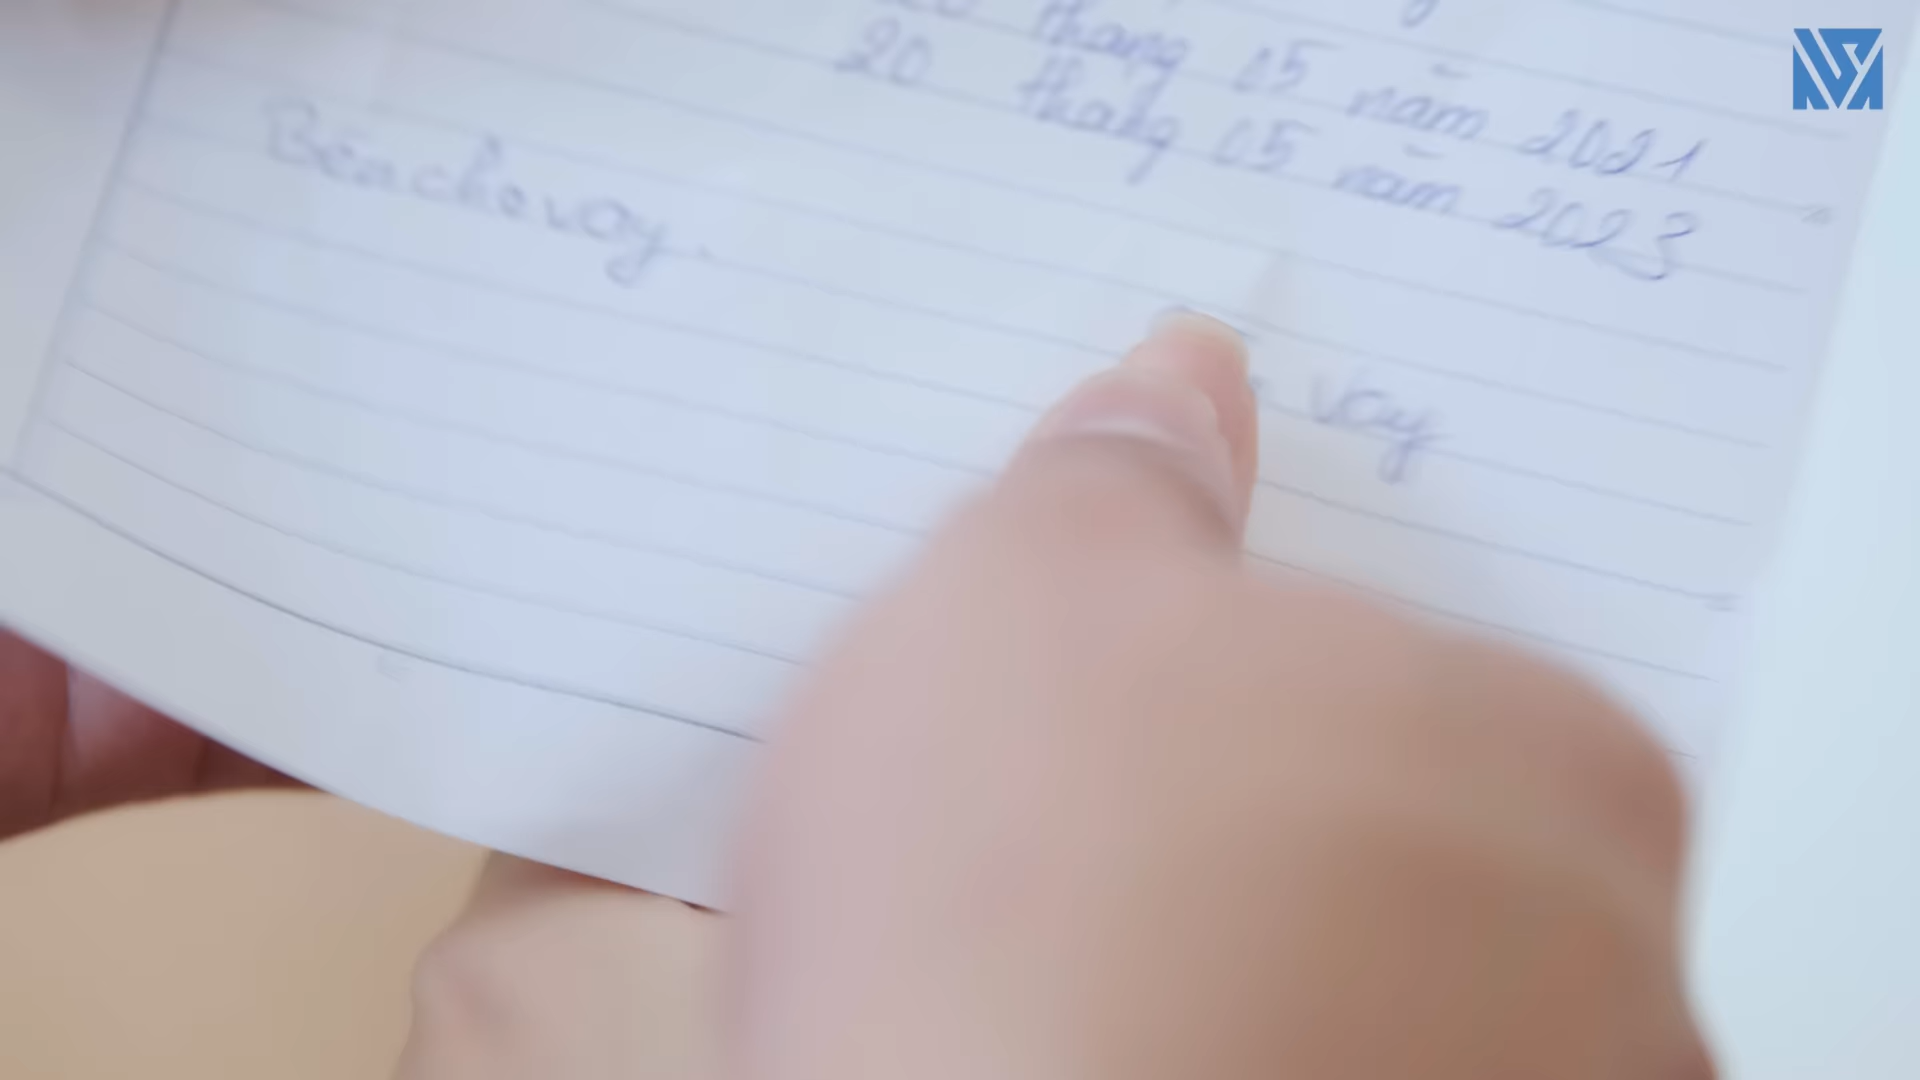 20 tháng 05 năm 2021
20 tháng 05 năm 2023
Bên cho vay
vay